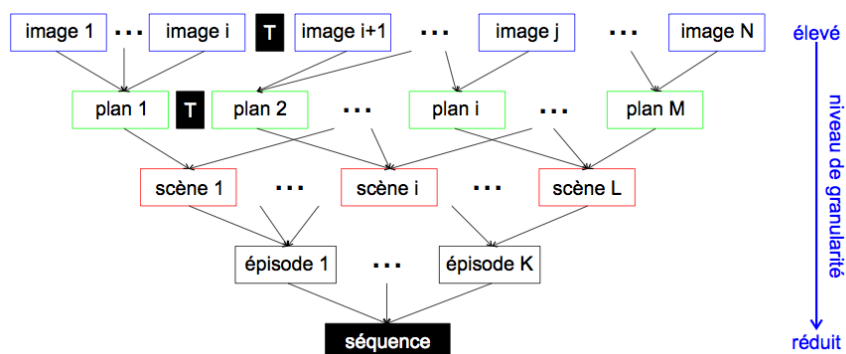 image 1 ... image i T image i+1 ... image j ... image N élevé
plan 1 T plan 2 ... plan i ... plan M
scène 1 ... scène i ... scène L
épisode 1 ... épisode K
séquence
réduit
niveau de granularité